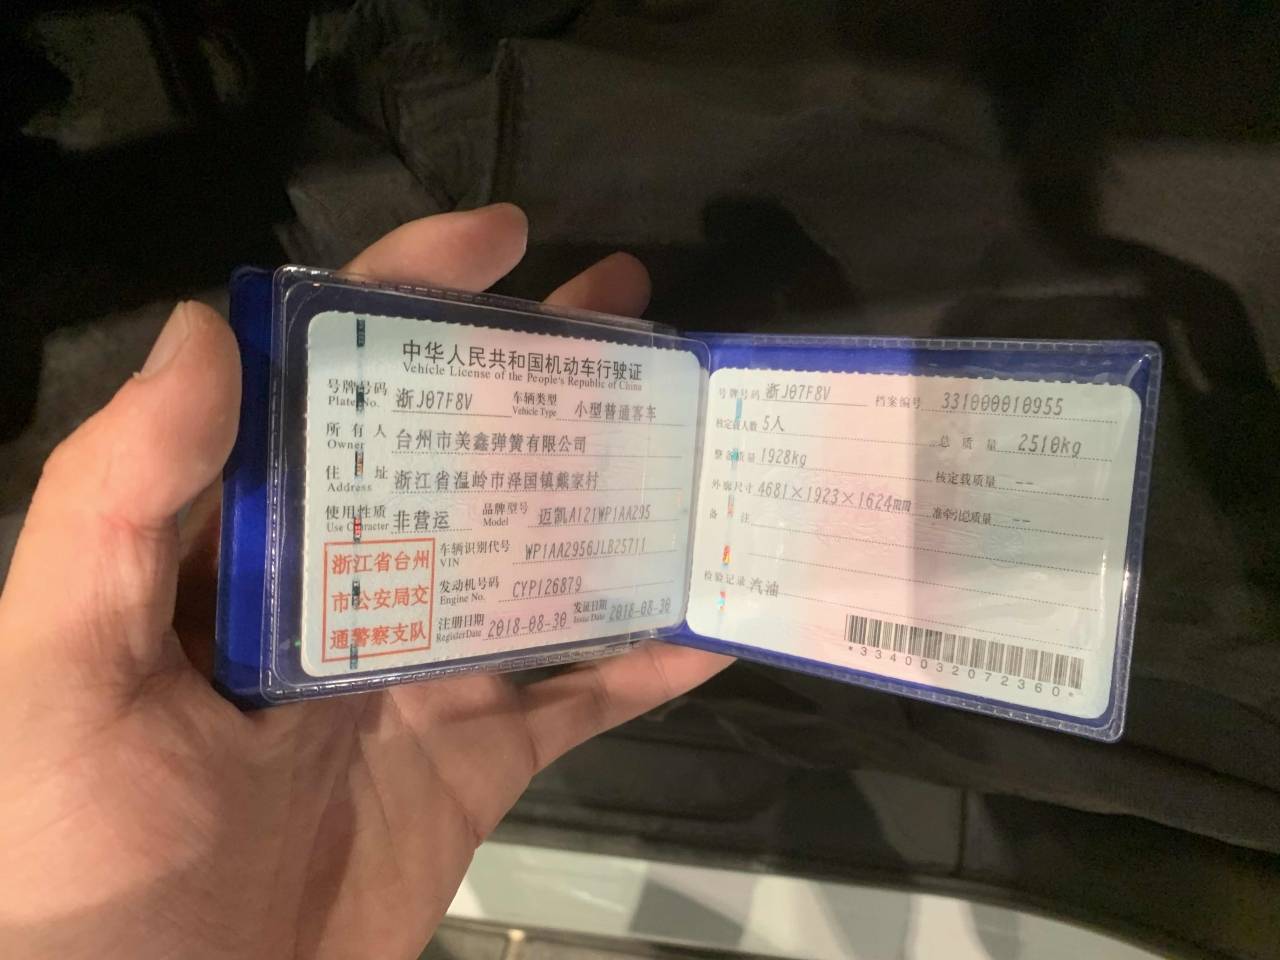 中华人民共和国机动车行驶证
Vehicle License of the People's Republic of China
号牌号码 浙J07F8V 车辆类型 小型普通客车
Plate No. Vehicle Type
所有人 台州市美鑫弹簧有限公司
Owner
住址 浙江省温岭市泽国镇戴家村
Address
使用性质 非营运 品牌型号 迈凯A121WP1AA295
Use Character Model
浙江省台州
市公安局交
通警察支队
车辆识别代号 WP1AA2956JLB25711
VIN
发动机号码 CYP126879
Engine No.
注册日期 2018-08-30 发证日期 2018-08-30
Register Date Issue Date
号牌号码 浙J07F8V 档案编号 331000010955
核定载人数 5人 总质量 2510kg
整备质量 1928kg 核定载质量 --
外廓尺寸 4681×1923×1624mm 准牵引总质量 --
备注
检验记录 汽油
*3340032072360*